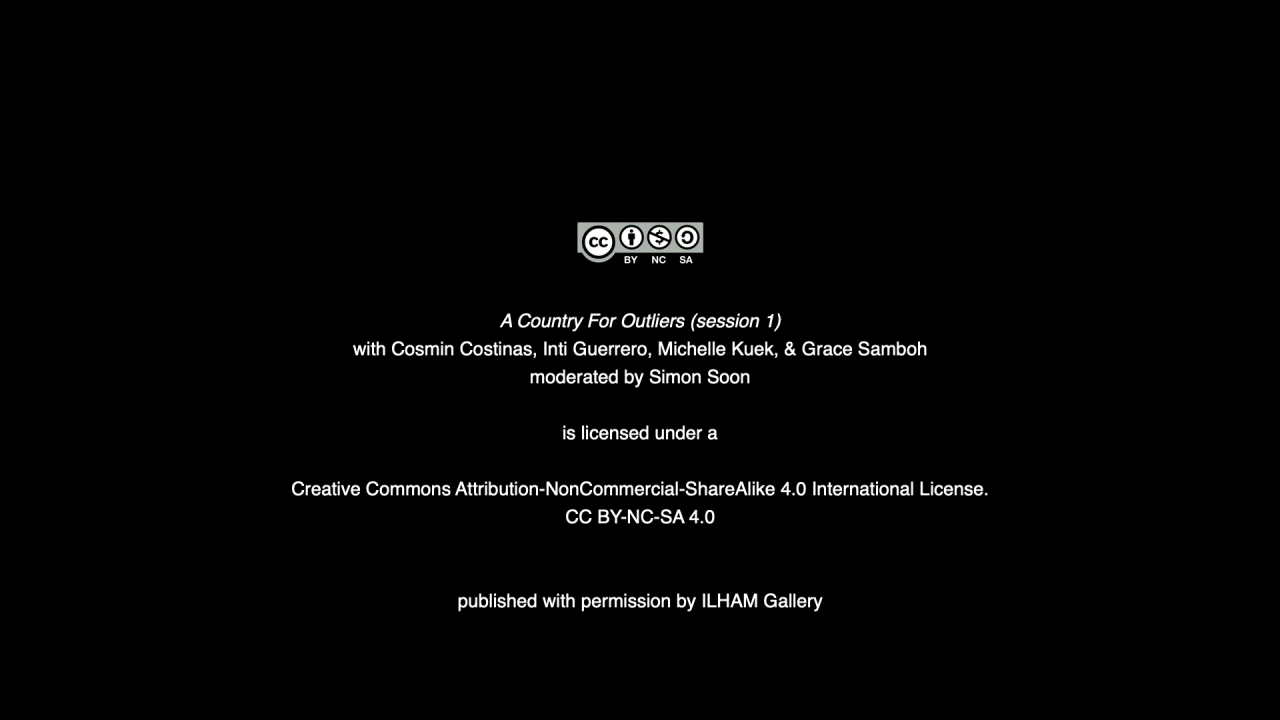 cc
BY NC SA
A Country For Outliers (session 1)
with Cosmin Costinas, Inti Guerrero, Michelle Kuek, & Grace Samboh
moderated by Simon Soon
is licensed under a
Creative Commons Attribution-NonCommercial-ShareAlike 4.0 International License.
CC BY-NC-SA 4.0
published with permission by ILHAM Gallery